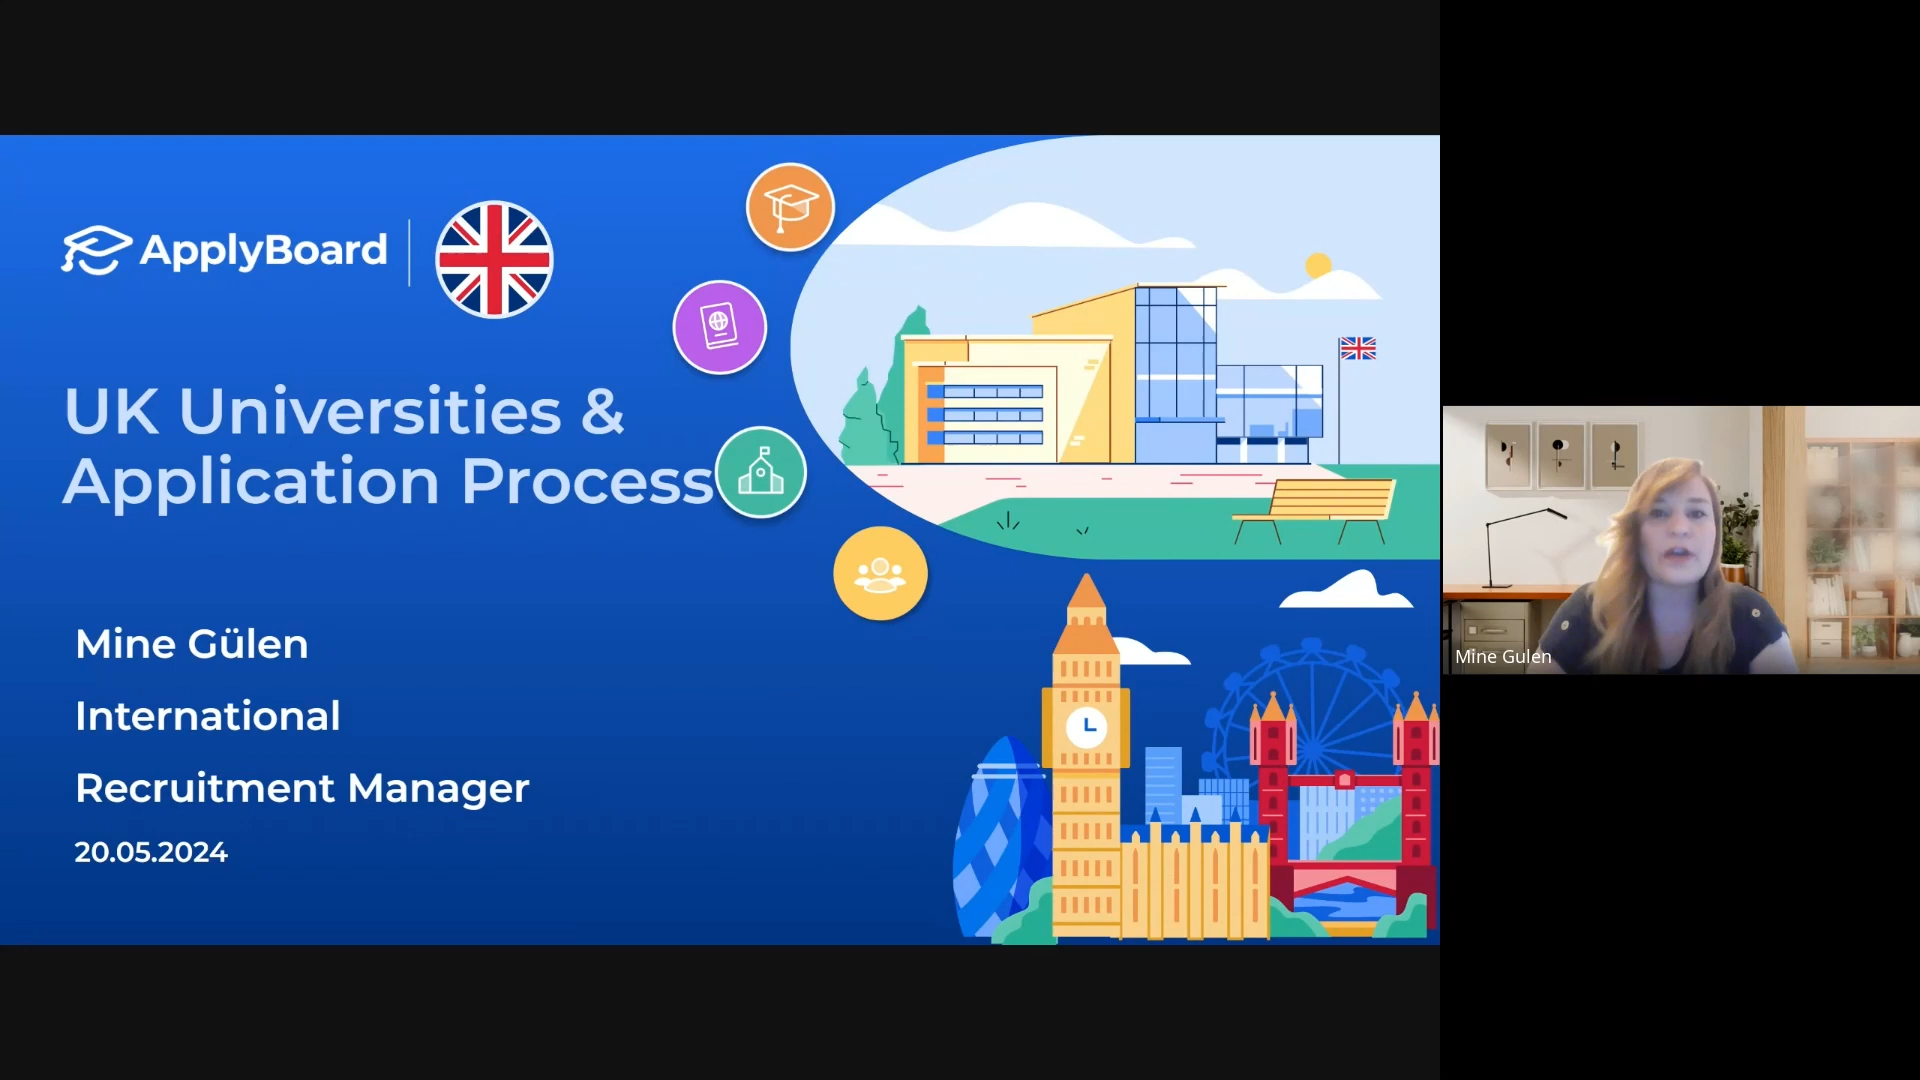 ApplyBoard
UK Universities &
Application Process
Mine Gülen
International
Recruitment Manager
20.05.2024
Mine Gulen